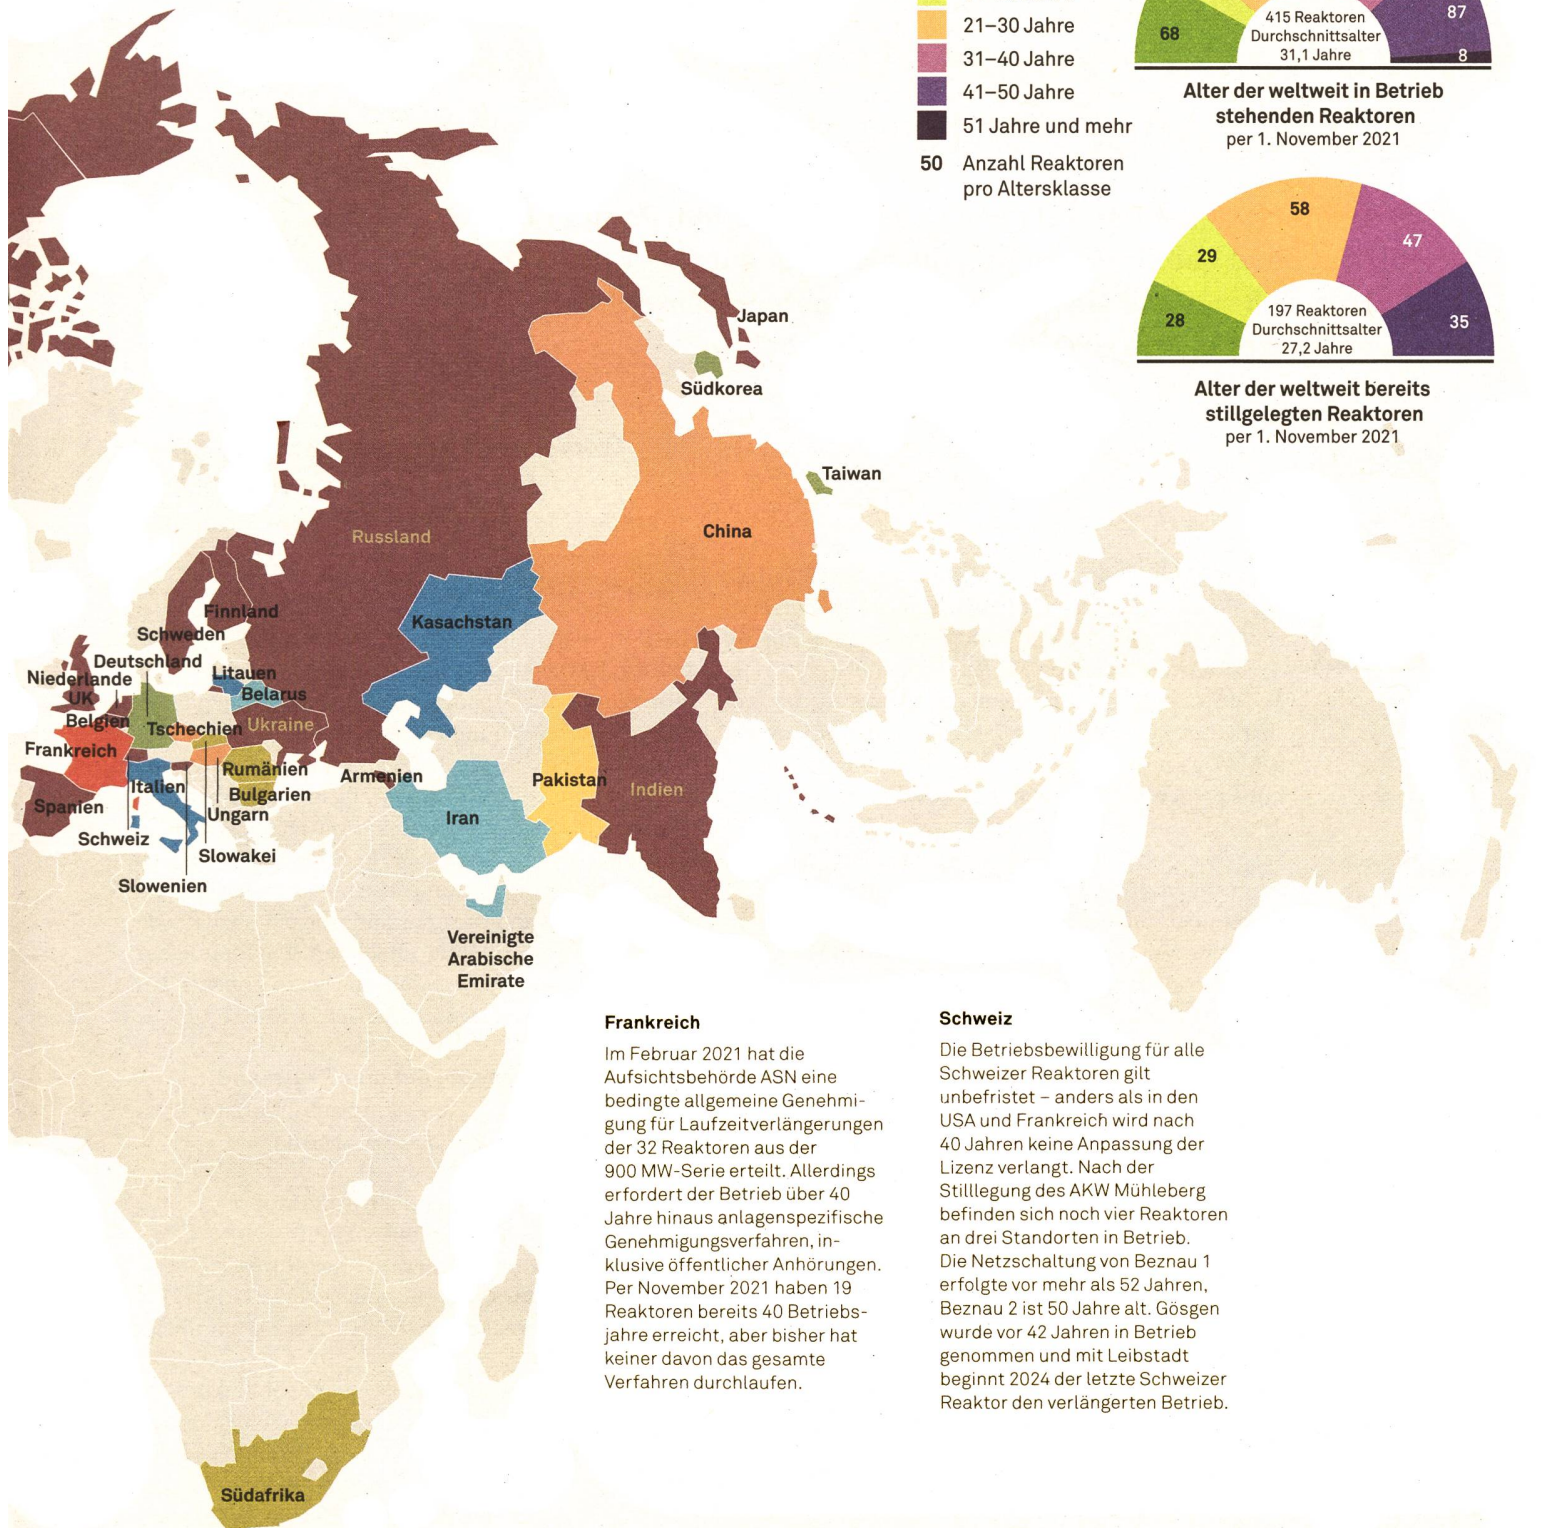 21–30 Jahre
31–40 Jahre
41–50 Jahre
51 Jahre und mehr
50 Anzahl Reaktoren
pro Altersklasse
68
415 Reaktoren
Durchschnittsalter
31,1 Jahre
87
8
Alter der weltweit in Betrieb
stehenden Reaktoren
per 1. November 2021
28
29
58
47
35
197 Reaktoren
Durchschnittsalter
27,2 Jahre
Alter der weltweit bereits
stillgelegten Reaktoren
per 1. November 2021
Japan
Südkorea
Taiwan
China
Russland
Kasachstan
Finnland
Schweden
Deutschland
Niederlande
Litauen
UK
Belarus
Belgien
Tschechien
Ukraine
Frankreich
Rumänien
Armenien
Pakistan
Italien
Bulgarien
Indien
Spanien
Ungarn
Iran
Schweiz
Slowakei
Slowenien
Vereinigte
Arabische
Emirate
Südafrika
Frankreich
Im Februar 2021 hat die
Aufsichtsbehörde ASN eine
bedingte allgemeine Genehmi-
gung für Laufzeitverlängerungen
der 32 Reaktoren aus der
900 MW-Serie erteilt. Allerdings
erfordert der Betrieb über 40
Jahre hinaus anlagenspezifische
Genehmigungsverfahren, in-
klusive öffentlicher Anhörungen.
Per November 2021 haben 19
Reaktoren bereits 40 Betriebs-
jahre erreicht, aber bisher hat
keiner davon das gesamte
Verfahren durchlaufen.
Schweiz
Die Betriebsbewilligung für alle
Schweizer Reaktoren gilt
unbefristet – anders als in den
USA und Frankreich wird nach
40 Jahren keine Anpassung der
Lizenz verlangt. Nach der
Stilllegung des AKW Mühleberg
befinden sich noch vier Reaktoren
an drei Standorten in Betrieb.
Die Netzschaltung von Beznau 1
erfolgte vor mehr als 52 Jahren,
Beznau 2 ist 50 Jahre alt. Gösgen
wurde vor 42 Jahren in Betrieb
genommen und mit Leibstadt
beginnt 2024 der letzte Schweizer
Reaktor den verlängerten Betrieb.